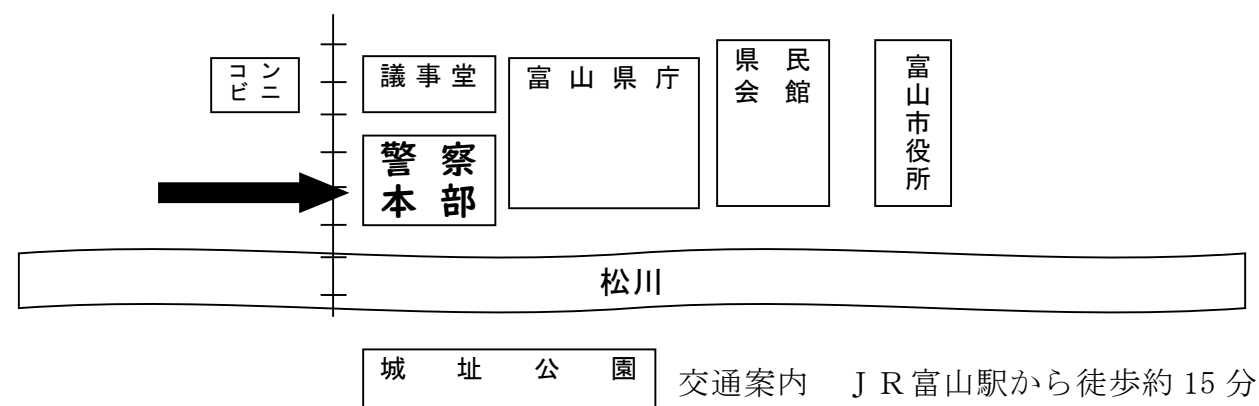 コン
ビニ
議事堂
富山県庁
県民
会館
富山市役所
警察
本部
松川
城址公園
交通案内　ＪＲ富山駅から徒歩約 15 分